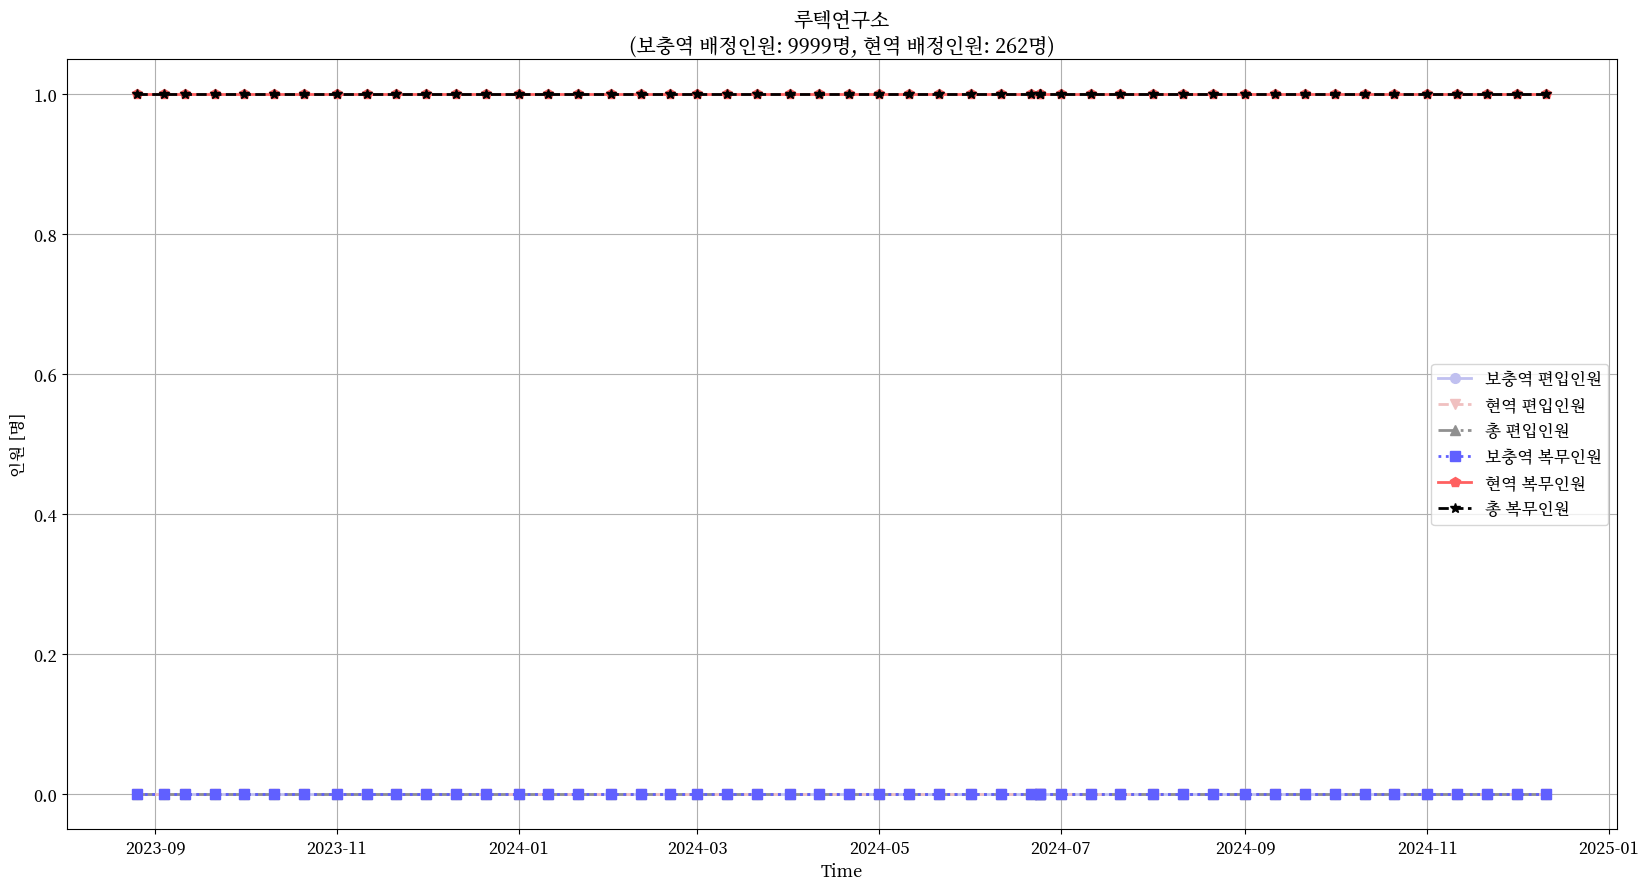 루텍연구소
(보충역 배정인원: 9999명, 현역 배정인원: 262명)
인원 [명]
1.0
0.8
0.6
0.4
0.2
0.0
보충역 편입인원
현역 편입인원
총 편입인원
보충역 복무인원
현역 복무인원
총 복무인원
2023-09 2023-11 2024-01 2024-03 2024-05 2024-07 2024-09 2024-11 2025-01
Time